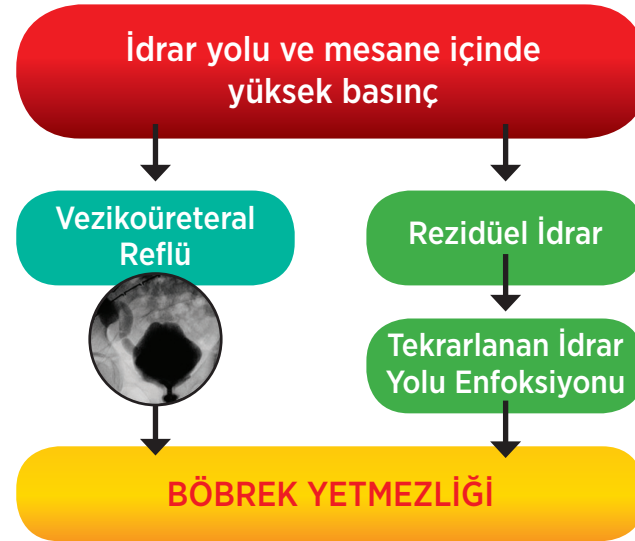 İdrar yolu ve mesane içinde
yüksek basınç
Vezikoüreteral
Reflü
Rezidüel İdrar
Tekrarlanan İdrar
Yolu Enfoksiyonu
BÖBREK YETMEZLİĞİ